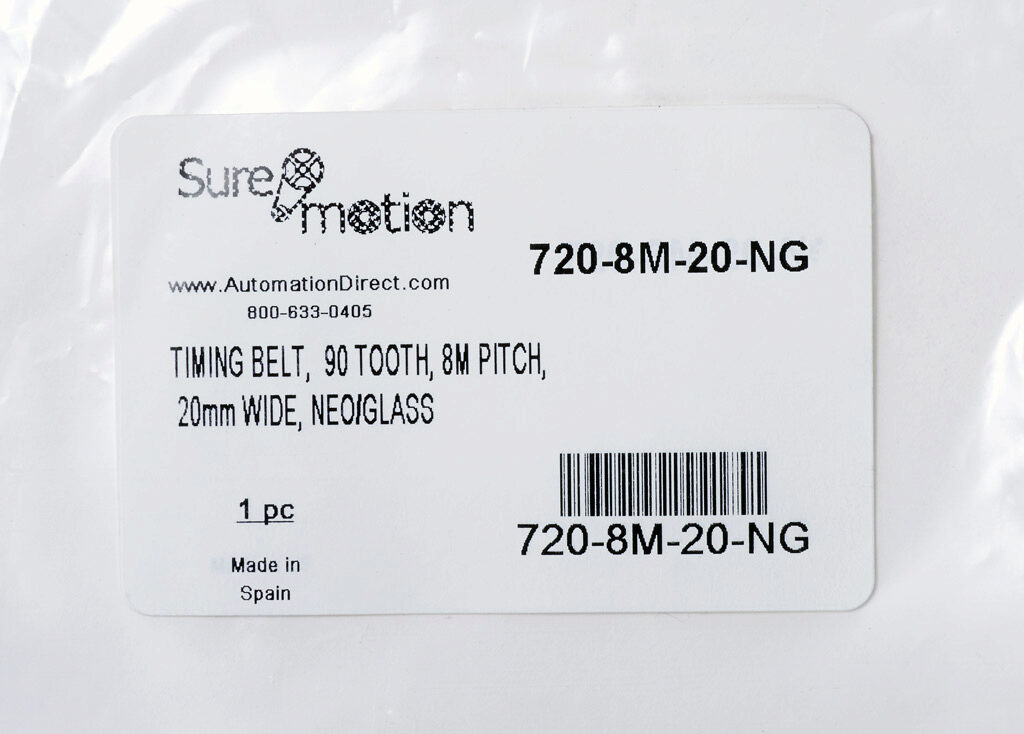 Sure
motion
720-8M-20-NG
www.AutomationDirect.com
800-633-0405
TIMING BELT, 90 TOOTH, 8M PITCH,
20mm WIDE, NEO/GLASS
1 pc
720-8M-20-NG
Made in
Spain